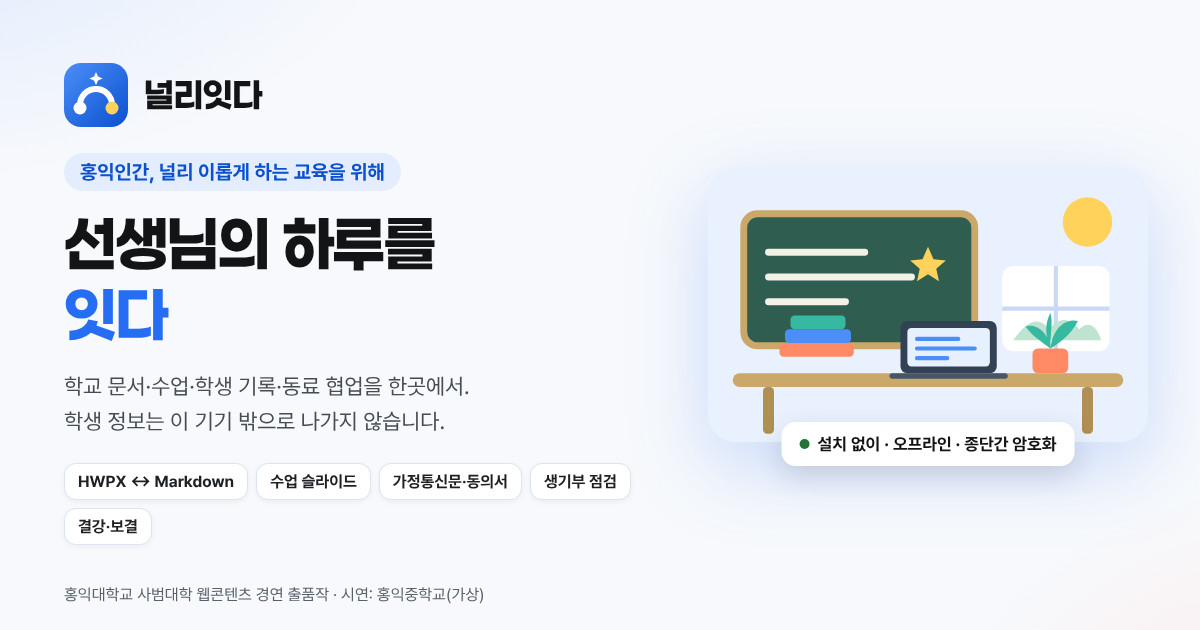 널리잇다
홍익인간, 널리 이롭게 하는 교육을 위해
선생님의 하루를
잇다
학교 문서·수업·학생 기록·동료 협업을 한곳에서.
학생 정보는 이 기기 밖으로 나가지 않습니다.
HWPX ↔ Markdown
수업 슬라이드
가정통신문·동의서
생기부 점검
결강·보결
설치 없이 · 오프라인 · 종단간 암호화
홍익대학교 사범대학 웹콘텐츠 경연 출품작 · 시연: 홍익중학교(가상)